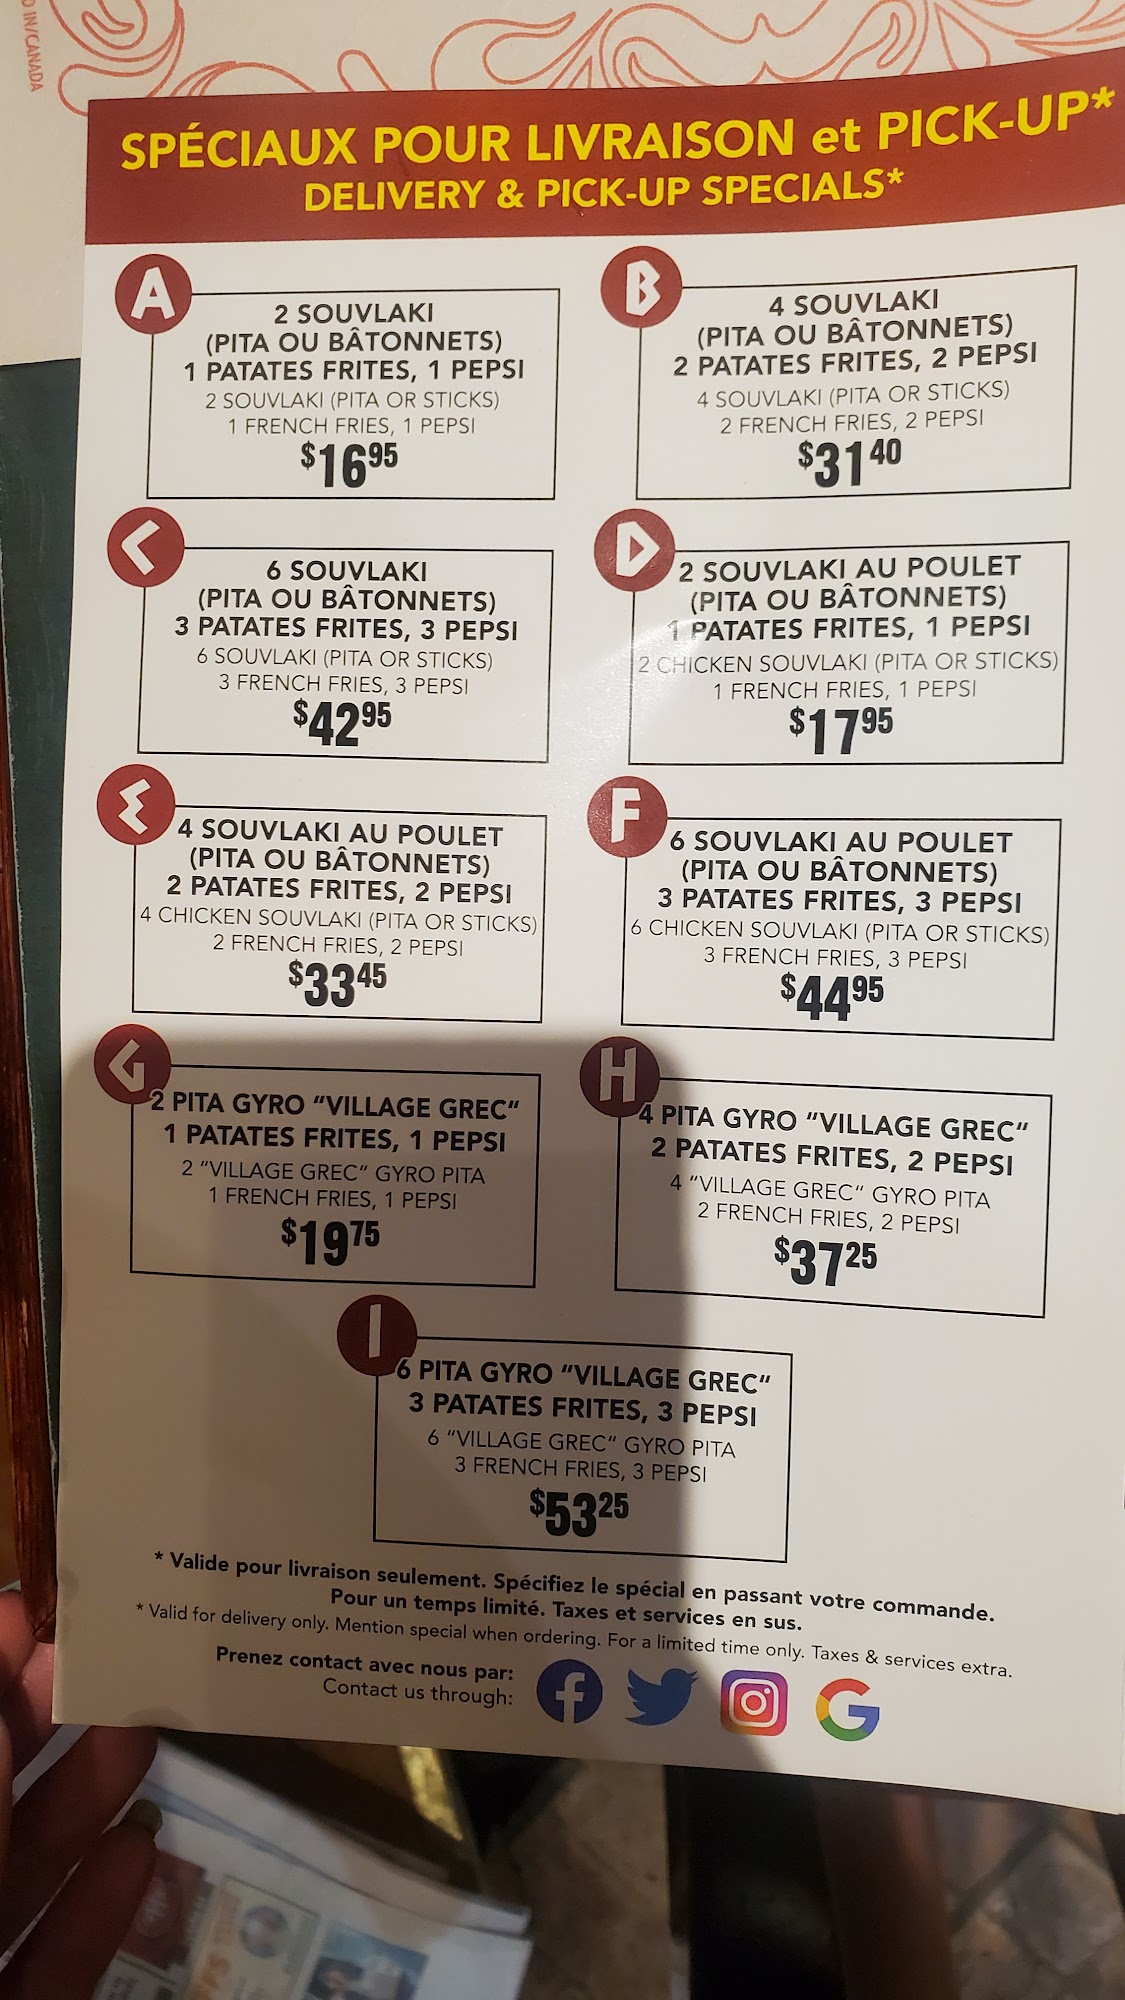 D IN/CANADA
SPÉCIAUX POUR LIVRAISON et PICK-UP*
DELIVERY & PICK-UP SPECIALS*
A
2 SOUVLAKI
(PITA OU BÂTONNETS)
1 PATATES FRITES, 1 PEPSI
2 SOUVLAKI (PITA OR STICKS)
1 FRENCH FRIES, 1 PEPSI
$16 95
B
4 SOUVLAKI
(PITA OU BÂTONNETS)
2 PATATES FRITES, 2 PEPSI
4 SOUVLAKI (PITA OR STICKS)
2 FRENCH FRIES, 2 PEPSI
$31 40
C
6 SOUVLAKI
(PITA OU BÂTONNETS)
3 PATATES FRITES, 3 PEPSI
6 SOUVLAKI (PITA OR STICKS)
3 FRENCH FRIES, 3 PEPSI
$42 95
D
2 SOUVLAKI AU POULET
(PITA OU BÂTONNETS)
1 PATATES FRITES, 1 PEPSI
2 CHICKEN SOUVLAKI (PITA OR STICKS)
1 FRENCH FRIES, 1 PEPSI
$17 95
E
4 SOUVLAKI AU POULET
(PITA OU BÂTONNETS)
2 PATATES FRITES, 2 PEPSI
4 CHICKEN SOUVLAKI (PITA OR STICKS)
2 FRENCH FRIES, 2 PEPSI
$33 45
F
6 SOUVLAKI AU POULET
(PITA OU BÂTONNETS)
3 PATATES FRITES, 3 PEPSI
6 CHICKEN SOUVLAKI (PITA OR STICKS)
3 FRENCH FRIES, 3 PEPSI
$44 95
G
2 PITA GYRO “VILLAGE GREC“
1 PATATES FRITES, 1 PEPSI
2 “VILLAGE GREC“ GYRO PITA
1 FRENCH FRIES, 1 PEPSI
$19 75
H
4 PITA GYRO “VILLAGE GREC“
2 PATATES FRITES, 2 PEPSI
4 “VILLAGE GREC“ GYRO PITA
2 FRENCH FRIES, 2 PEPSI
$37 25
I
6 PITA GYRO “VILLAGE GREC“
3 PATATES FRITES, 3 PEPSI
6 “VILLAGE GREC“ GYRO PITA
3 FRENCH FRIES, 3 PEPSI
$53 25
* Valide pour livraison seulement. Spécifiez le spécial en passant votre commande.
Pour un temps limité. Taxes et services en sus.
* Valid for delivery only. Mention special when ordering. For a limited time only. Taxes & services extra.
Prenez contact avec nous par:
Contact us through: